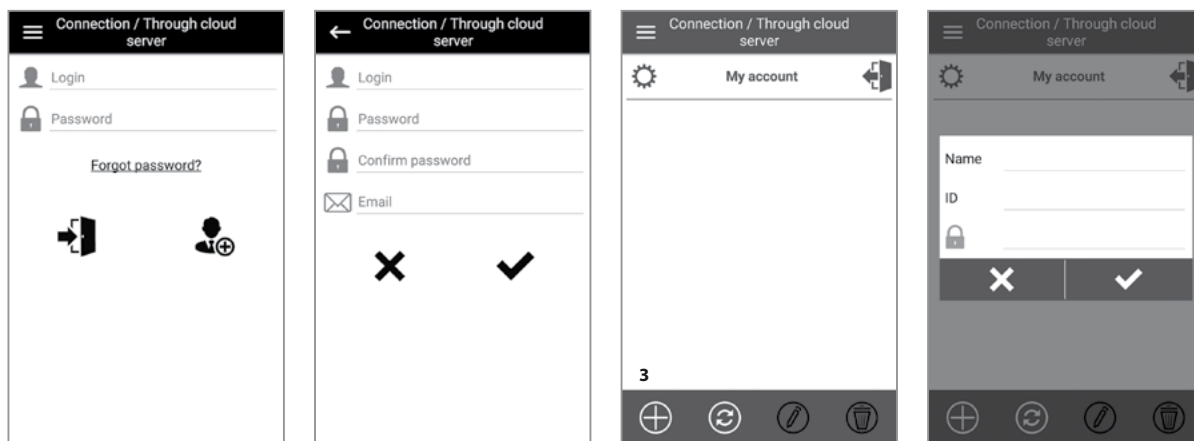 Connection / Through cloud
server
Login
Password
Forgot password?
Connection / Through cloud
server
Login
Password
Confirm password
Email
Connection / Through cloud
server
My account
3
Connection / Through cloud
server
My account
Name
ID